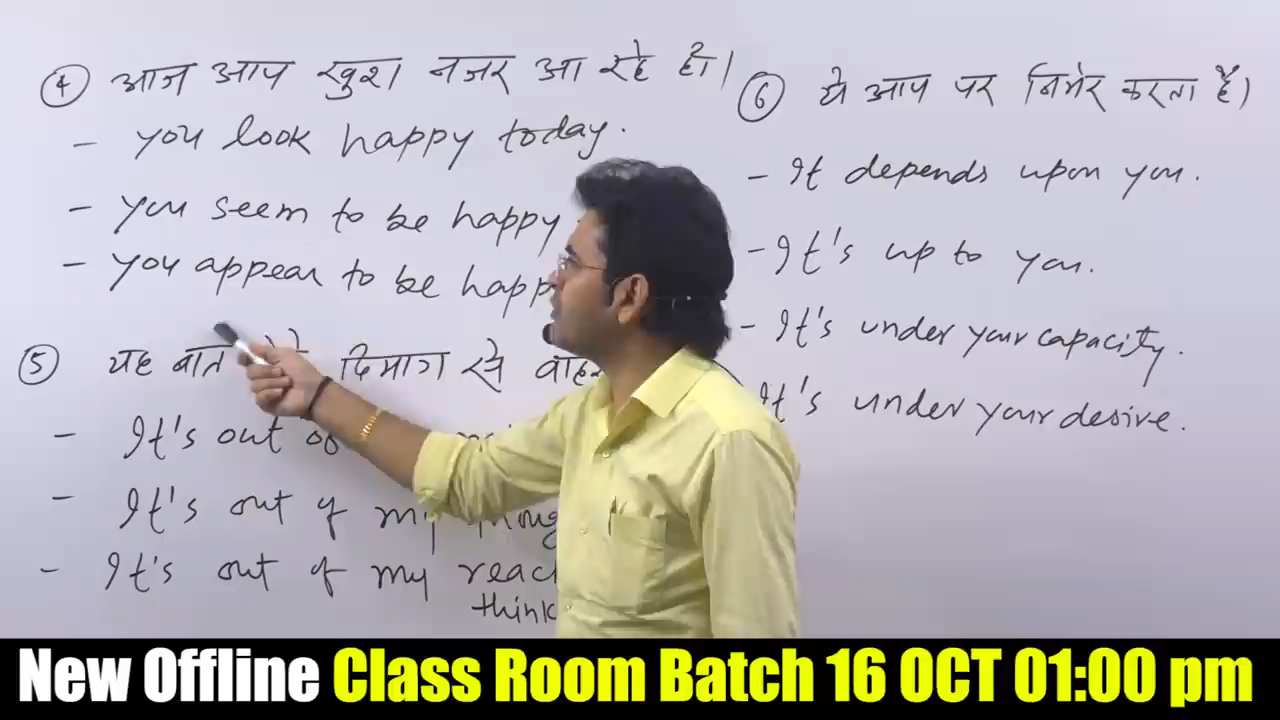 ④ आज आप खुश नजर आ रहे हो।
- you look happy today.
- you seem to be happy
- you appear to be
⑤ यह बात दिमाग से
- It's out of
- It's out of my
- It's out of my
⑥ ये आप पर निर्भर करता है।
- It depends upon you.
- It's up to you.
- It's under your capacity.
It's under your desire.
New Offline Class Room Batch 16 OCT 01:00 pm